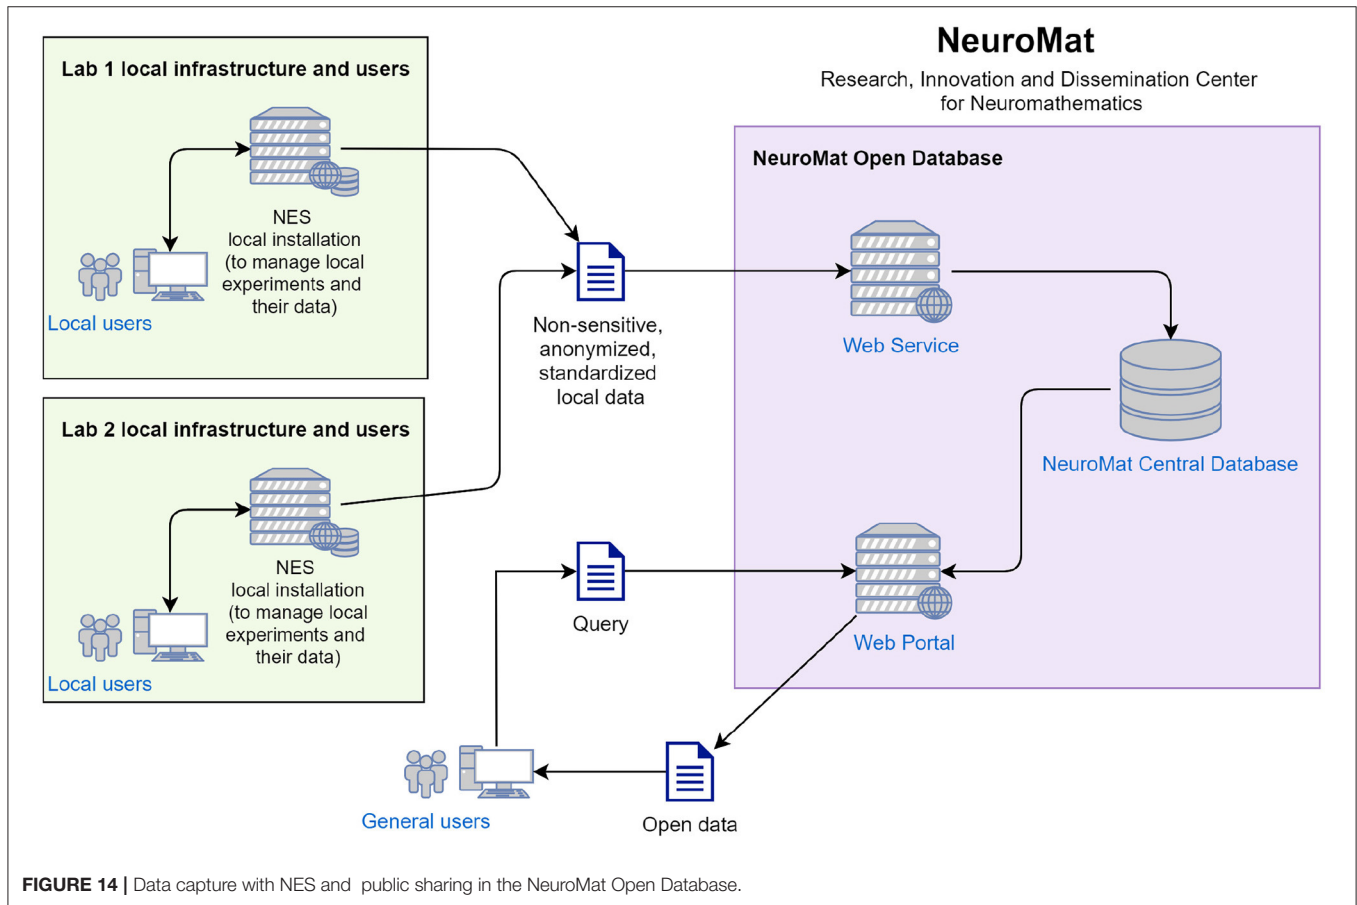 NeuroMat
Research, Innovation and Dissemination Center
for Neuromathematics
Lab 1 local infrastructure and users
NES
local installation
(to manage local
experiments and
their data)
Local users
Lab 2 local infrastructure and users
NES
local installation
(to manage local
experiments and
their data)
Local users
Non-sensitive,
anonymized,
standardized
local data
NeuroMat Open Database
Web Service
NeuroMat Central Database
Query
Web Portal
General users
Open data
FIGURE 14 | Data capture with NES and public sharing in the NeuroMat Open Database.